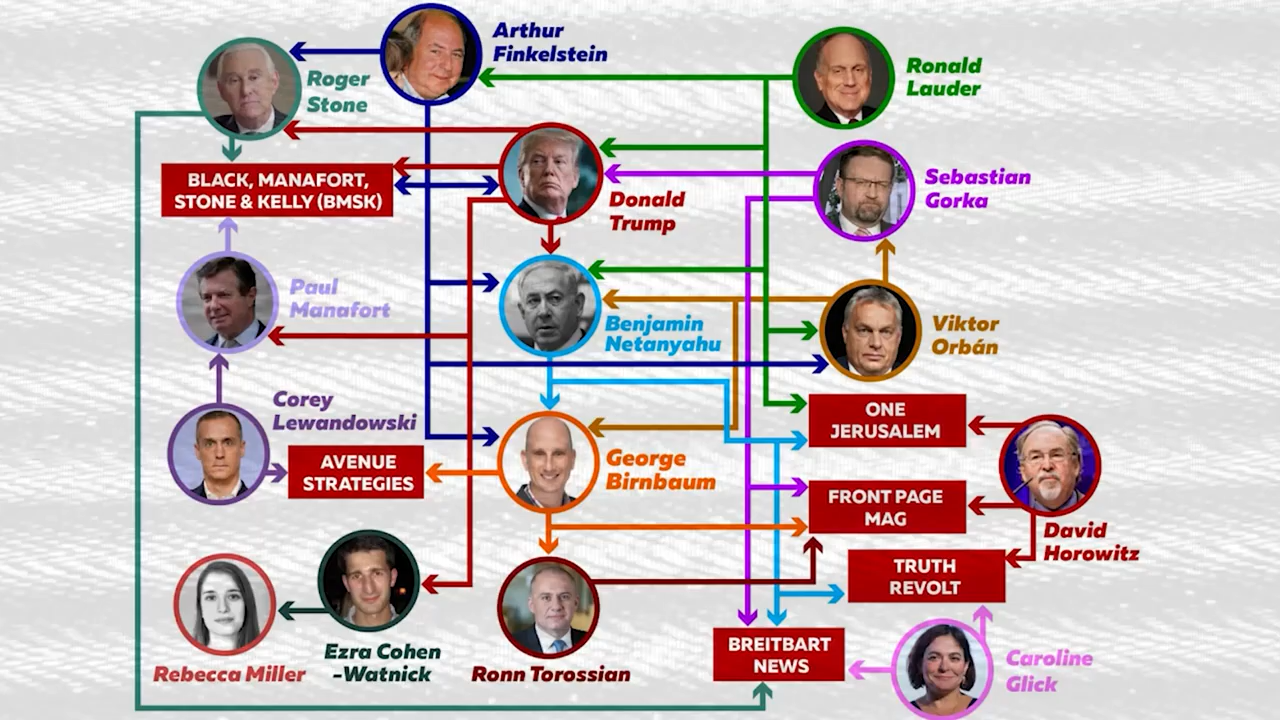 Arthur
Finkelstein
Roger
Stone
Ronald
Lauder
BLACK, MANAFORT,
STONE & KELLY (BMSK)
Donald
Trump
Sebastian
Gorka
Paul
Manafort
Benjamin
Netanyahu
Viktor
Orbán
Corey
Lewandowski
ONE
JERUSALEM
AVENUE
STRATEGIES
George
Birnbaum
FRONT PAGE
MAG
David
Horowitz
TRUTH
REVOLT
Rebecca Miller
Ezra Cohen
-Watnick
Ronn Torossian
BREITBART
NEWS
Caroline
Glick